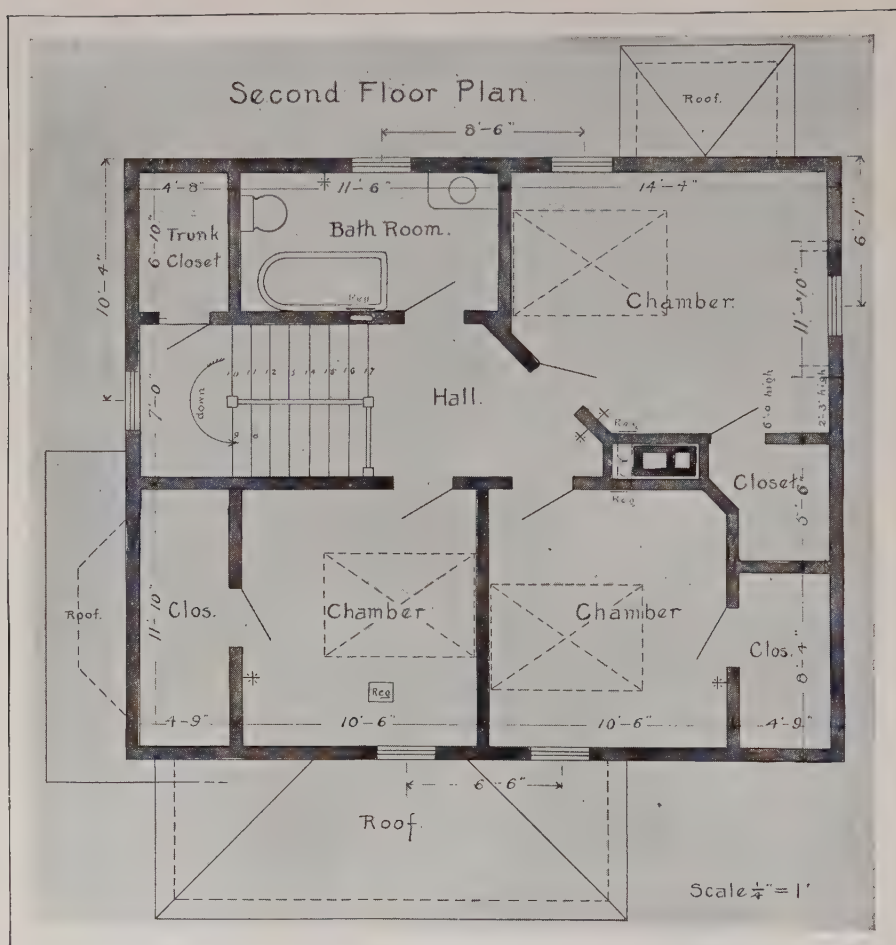 Second Floor Plan.
8'-6"
Roof.
4'-8"
11'-6"
14'-4"
6'-10"
Trunk
Closet
Bath Room.
6'-1"
10'-4"
Reg
Chamber.
11'-10"
down
7'-0"
Hall.
6'-0 high
2'-3" high
Reg
Reg
Closet
5'-6"
Roof.
Clos.
11'-10"
Chamber
Chamber
Clos.
8'-4"
Reg
4'-9"
10'-6"
10'-6"
4'-9"
6'-6"
Roof.
Scale ¼" = 1'